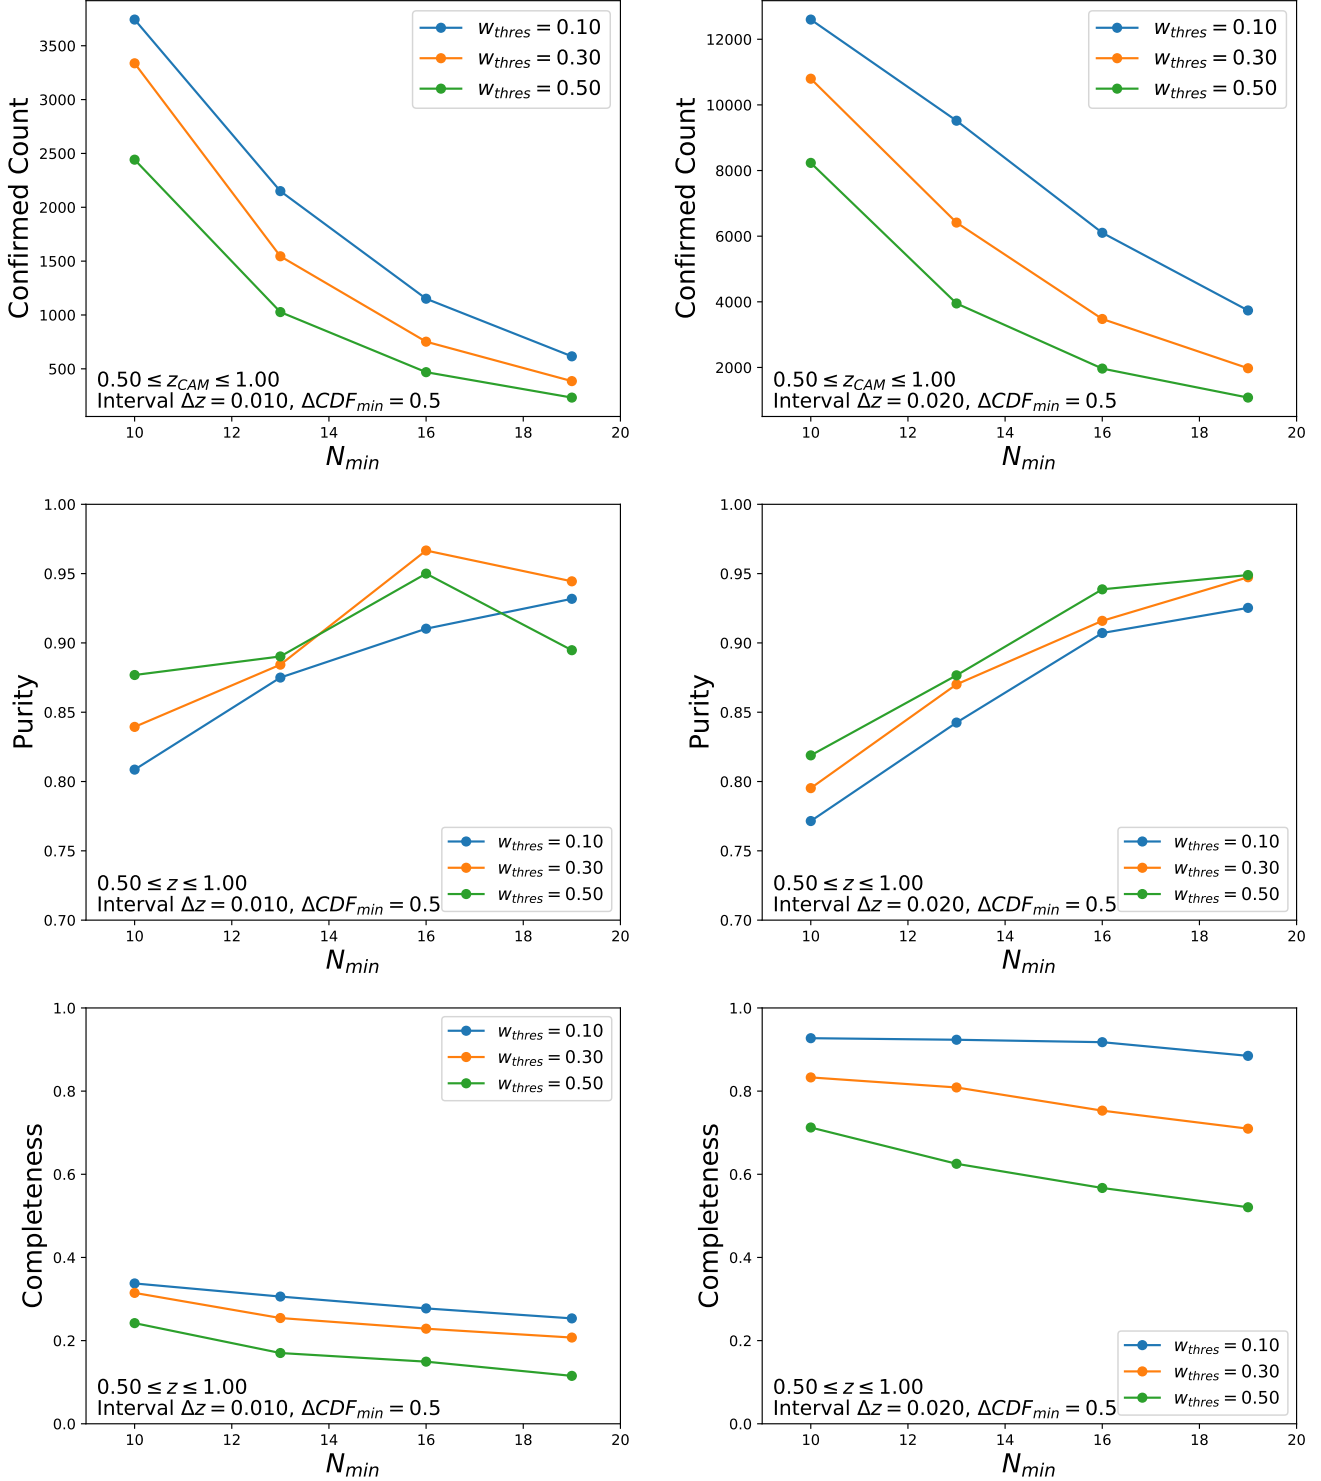 3500
3000
2500
2000
1500
1000
500
Confirmed Count
w_thres = 0.10
w_thres = 0.30
w_thres = 0.50
0.50 ≤ z_CAM ≤ 1.00
Interval Δz = 0.010, ΔCDF_min = 0.5
10 12 14 16 18 20
N_min
12000
10000
8000
6000
4000
2000
Confirmed Count
w_thres = 0.10
w_thres = 0.30
w_thres = 0.50
0.50 ≤ z_CAM ≤ 1.00
Interval Δz = 0.020, ΔCDF_min = 0.5
10 12 14 16 18 20
N_min
1.00
0.95
0.90
0.85
0.80
0.75
0.70
Purity
w_thres = 0.10
w_thres = 0.30
w_thres = 0.50
0.50 ≤ z ≤ 1.00
Interval Δz = 0.010, ΔCDF_min = 0.5
10 12 14 16 18 20
N_min
1.00
0.95
0.90
0.85
0.80
0.75
0.70
Purity
w_thres = 0.10
w_thres = 0.30
w_thres = 0.50
0.50 ≤ z ≤ 1.00
Interval Δz = 0.020, ΔCDF_min = 0.5
10 12 14 16 18 20
N_min
1.0
0.8
0.6
0.4
0.2
0.0
Completeness
w_thres = 0.10
w_thres = 0.30
w_thres = 0.50
0.50 ≤ z ≤ 1.00
Interval Δz = 0.010, ΔCDF_min = 0.5
10 12 14 16 18 20
N_min
1.0
0.8
0.6
0.4
0.2
0.0
Completeness
w_thres = 0.10
w_thres = 0.30
w_thres = 0.50
0.50 ≤ z ≤ 1.00
Interval Δz = 0.020, ΔCDF_min = 0.5
10 12 14 16 18 20
N_min